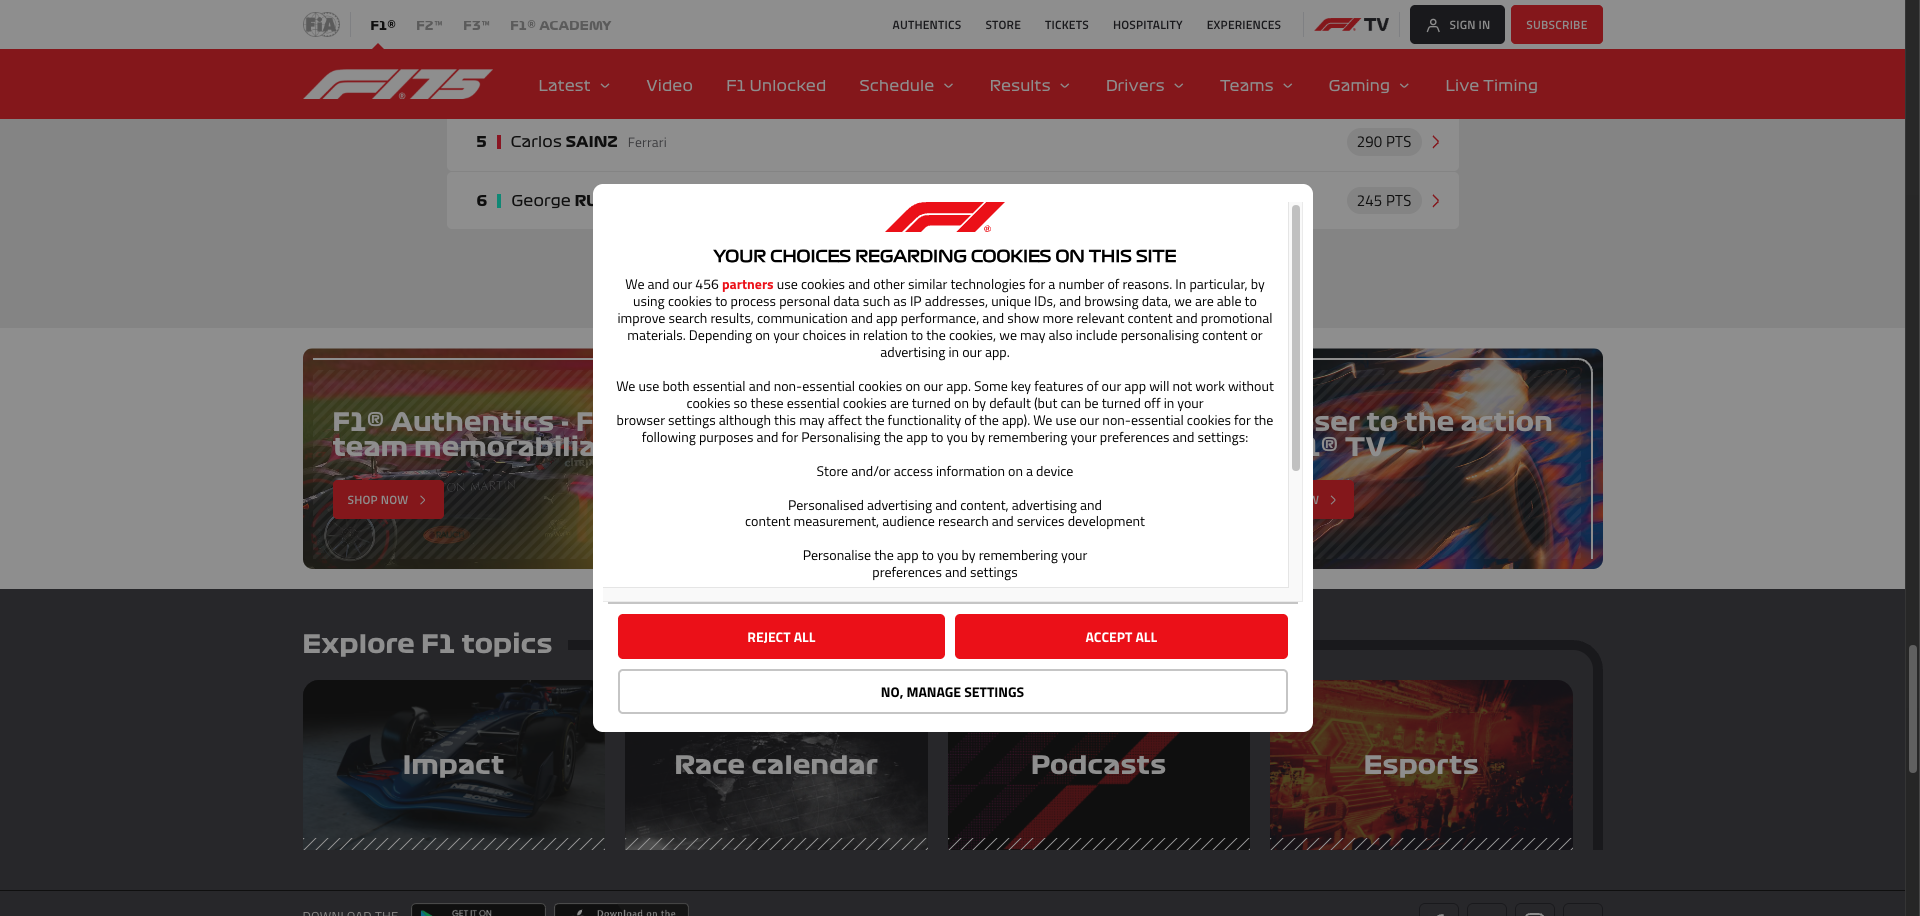 FiA
F1®
F2™
F3™
F1® ACADEMY
AUTHENTICS
STORE
TICKETS
HOSPITALITY
EXPERIENCES
F1 TV
SIGN IN
SUBSCRIBE
F1.75
Latest
Video
F1 Unlocked
Schedule
Results
Drivers
Teams
Gaming
Live Timing
5 Carlos SAINZ Ferrari 290 PTS
6 George 245 PTS
F1®
YOUR CHOICES REGARDING COOKIES ON THIS SITE
We and our 456 partners use cookies and other similar technologies for a number of reasons. In particular, by
using cookies to process personal data such as IP addresses, unique IDs, and browsing data, we are able to
improve search results, communication and app performance, and show more relevant content and promotional
materials. Depending on your choices in relation to the cookies, we may also include personalising content or
advertising in our app.
We use both essential and non-essential cookies on our app. Some key features of our app will not work without
cookies so these essential cookies are turned on by default (but can be turned off in your
browser settings although this may affect the functionality of the app). We use our non-essential cookies for the
following purposes and for Personalising the app to you by remembering your preferences and settings:
Store and/or access information on a device
Personalised advertising and content, advertising and
content measurement, audience research and services development
Personalise the app to you by remembering your
preferences and settings
REJECT ALL
ACCEPT ALL
NO, MANAGE SETTINGS
F1® Authentics - F
team memorabilia
SHOP NOW
ser to the action
® TV
Explore F1 topics
Impact
Race calendar
Podcasts
Esports
DOWNLOAD THE
GET IT ON
Download on the